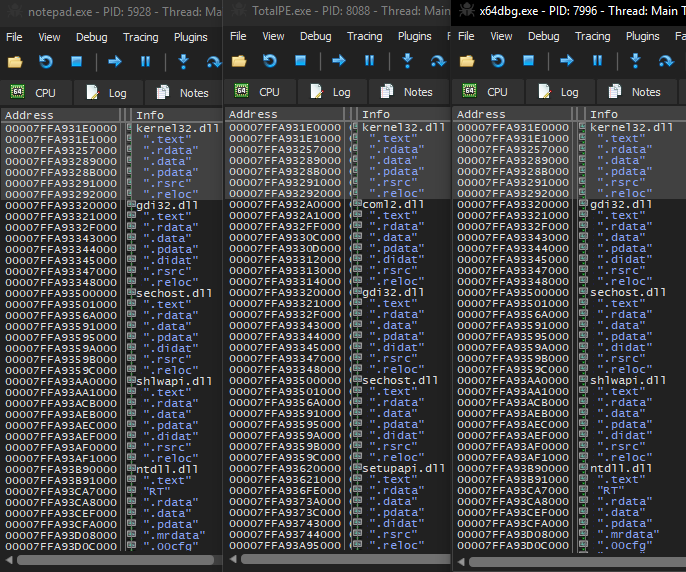 notepad.exe - PID: 5928 - Thread: Main
File View Debug Tracing Plugins
CPU Log Notes
Address Info
00007FFA931E0000 kernel32.dll
00007FFA931E1000 ".text"
00007FFA93257000 ".rdata"
00007FFA93289000 ".data"
00007FFA9328B000 ".pdata"
00007FFA93291000 ".rsrc"
00007FFA93292000 ".reloc"
00007FFA93320000 gdi32.dll
00007FFA93321000 ".text"
00007FFA9332F000 ".rdata"
00007FFA93343000 ".data"
00007FFA93344000 ".pdata"
00007FFA93345000 ".didat"
00007FFA93347000 ".rsrc"
00007FFA93348000 ".reloc"
00007FFA93500000 sechost.dll
00007FFA93501000 ".text"
00007FFA9356A000 ".rdata"
00007FFA93591000 ".data"
00007FFA93595000 ".pdata"
00007FFA9359A000 ".didat"
00007FFA9359B000 ".rsrc"
00007FFA9359C000 ".reloc"
00007FFA93AA0000 shlwapi.dll
00007FFA93AA1000 ".text"
00007FFA93ACB000 ".rdata"
00007FFA93AEB000 ".data"
00007FFA93AEC000 ".pdata"
00007FFA93AEF000 ".didat"
00007FFA93AF0000 ".rsrc"
00007FFA93AF1000 ".reloc"
00007FFA93B90000 ntdll.dll
00007FFA93B91000 ".text"
00007FFA93CA7000 "RT"
00007FFA93CA8000 ".rdata"
00007FFA93CEF000 ".data"
00007FFA93CFA000 ".pdata"
00007FFA93D08000 ".mrdata"
00007FFA93D0C000 ".00cfg"
TotalPE.exe - PID: 8088 - Thread: Main
File View Debug Tracing Plugins
CPU Log Notes
Address Info
00007FFA931E0000 kernel32.dll
00007FFA931E1000 ".text"
00007FFA93257000 ".rdata"
00007FFA93289000 ".data"
00007FFA9328B000 ".pdata"
00007FFA93291000 ".rsrc"
00007FFA93292000 ".reloc"
00007FFA932A0000 coml2.dll
00007FFA932A1000 ".text"
00007FFA932FF000 ".rdata"
00007FFA9330C000 ".data"
00007FFA9330D000 ".pdata"
00007FFA93312000 ".didat"
00007FFA93313000 ".rsrc"
00007FFA93314000 ".reloc"
00007FFA93320000 gdi32.dll
00007FFA93321000 ".text"
00007FFA9332F000 ".rdata"
00007FFA93343000 ".data"
00007FFA93344000 ".pdata"
00007FFA93345000 ".didat"
00007FFA93347000 ".rsrc"
00007FFA93348000 ".reloc"
00007FFA93500000 sechost.dll
00007FFA93501000 ".text"
00007FFA9356A000 ".rdata"
00007FFA93591000 ".data"
00007FFA93595000 ".pdata"
00007FFA9359A000 ".didat"
00007FFA9359B000 ".rsrc"
00007FFA9359C000 ".reloc"
00007FFA93620000 setupapi.dll
00007FFA93621000 ".text"
00007FFA936FE000 ".rdata"
00007FFA9373A000 ".data"
00007FFA9373C000 ".pdata"
00007FFA93743000 ".didat"
00007FFA93744000 ".rsrc"
00007FFA93A95000 ".reloc"
x64dbg.exe - PID: 7996 - Thread: Main T
File View Debug Tracing Plugins Fa
CPU Log Notes
Address Info
00007FFA931E0000 kernel32.dll
00007FFA931E1000 ".text"
00007FFA93257000 ".rdata"
00007FFA93289000 ".data"
00007FFA9328B000 ".pdata"
00007FFA93291000 ".rsrc"
00007FFA93292000 ".reloc"
00007FFA93320000 gdi32.dll
00007FFA93321000 ".text"
00007FFA9332F000 ".rdata"
00007FFA93343000 ".data"
00007FFA93344000 ".pdata"
00007FFA93345000 ".didat"
00007FFA93347000 ".rsrc"
00007FFA93348000 ".reloc"
00007FFA93500000 sechost.dll
00007FFA93501000 ".text"
00007FFA9356A000 ".rdata"
00007FFA93591000 ".data"
00007FFA93595000 ".pdata"
00007FFA9359A000 ".didat"
00007FFA9359B000 ".rsrc"
00007FFA9359C000 ".reloc"
00007FFA93AA0000 shlwapi.dll
00007FFA93AA1000 ".text"
00007FFA93ACB000 ".rdata"
00007FFA93AEB000 ".data"
00007FFA93AEC000 ".pdata"
00007FFA93AEF000 ".didat"
00007FFA93AF0000 ".rsrc"
00007FFA93AF1000 ".reloc"
00007FFA93B90000 ntdll.dll
00007FFA93B91000 ".text"
00007FFA93CA7000 "RT"
00007FFA93CA8000 ".rdata"
00007FFA93CEF000 ".data"
00007FFA93CFA000 ".pdata"
00007FFA93D08000 ".mrdata"
00007FFA93D0C000 ".00cfg"